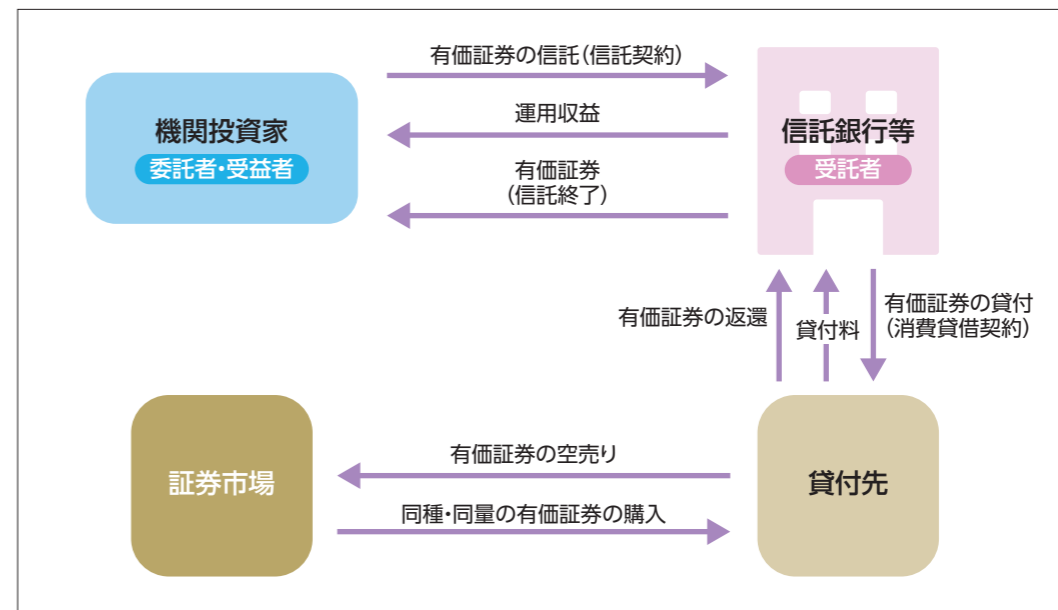 有価証券の信託（信託契約）
機関投資家
委託者・受益者
運用収益
有価証券
（信託終了）
信託銀行等
受託者
有価証券の返還
貸付料
有価証券の貸付
（消費貸借契約）
証券市場
有価証券の空売り
同種・同量の有価証券の購入
貸付先